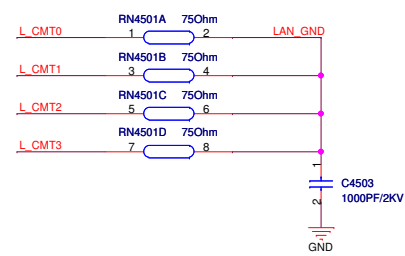 RN4501A 75Ohm
L_CMT0 1 2 LAN_GND
RN4501B 75Ohm
L_CMT1 3 4
RN4501C 75Ohm
L_CMT2 5 6
RN4501D 75Ohm
L_CMT3 7 8
1
C4503
1000PF/2KV
2
GND